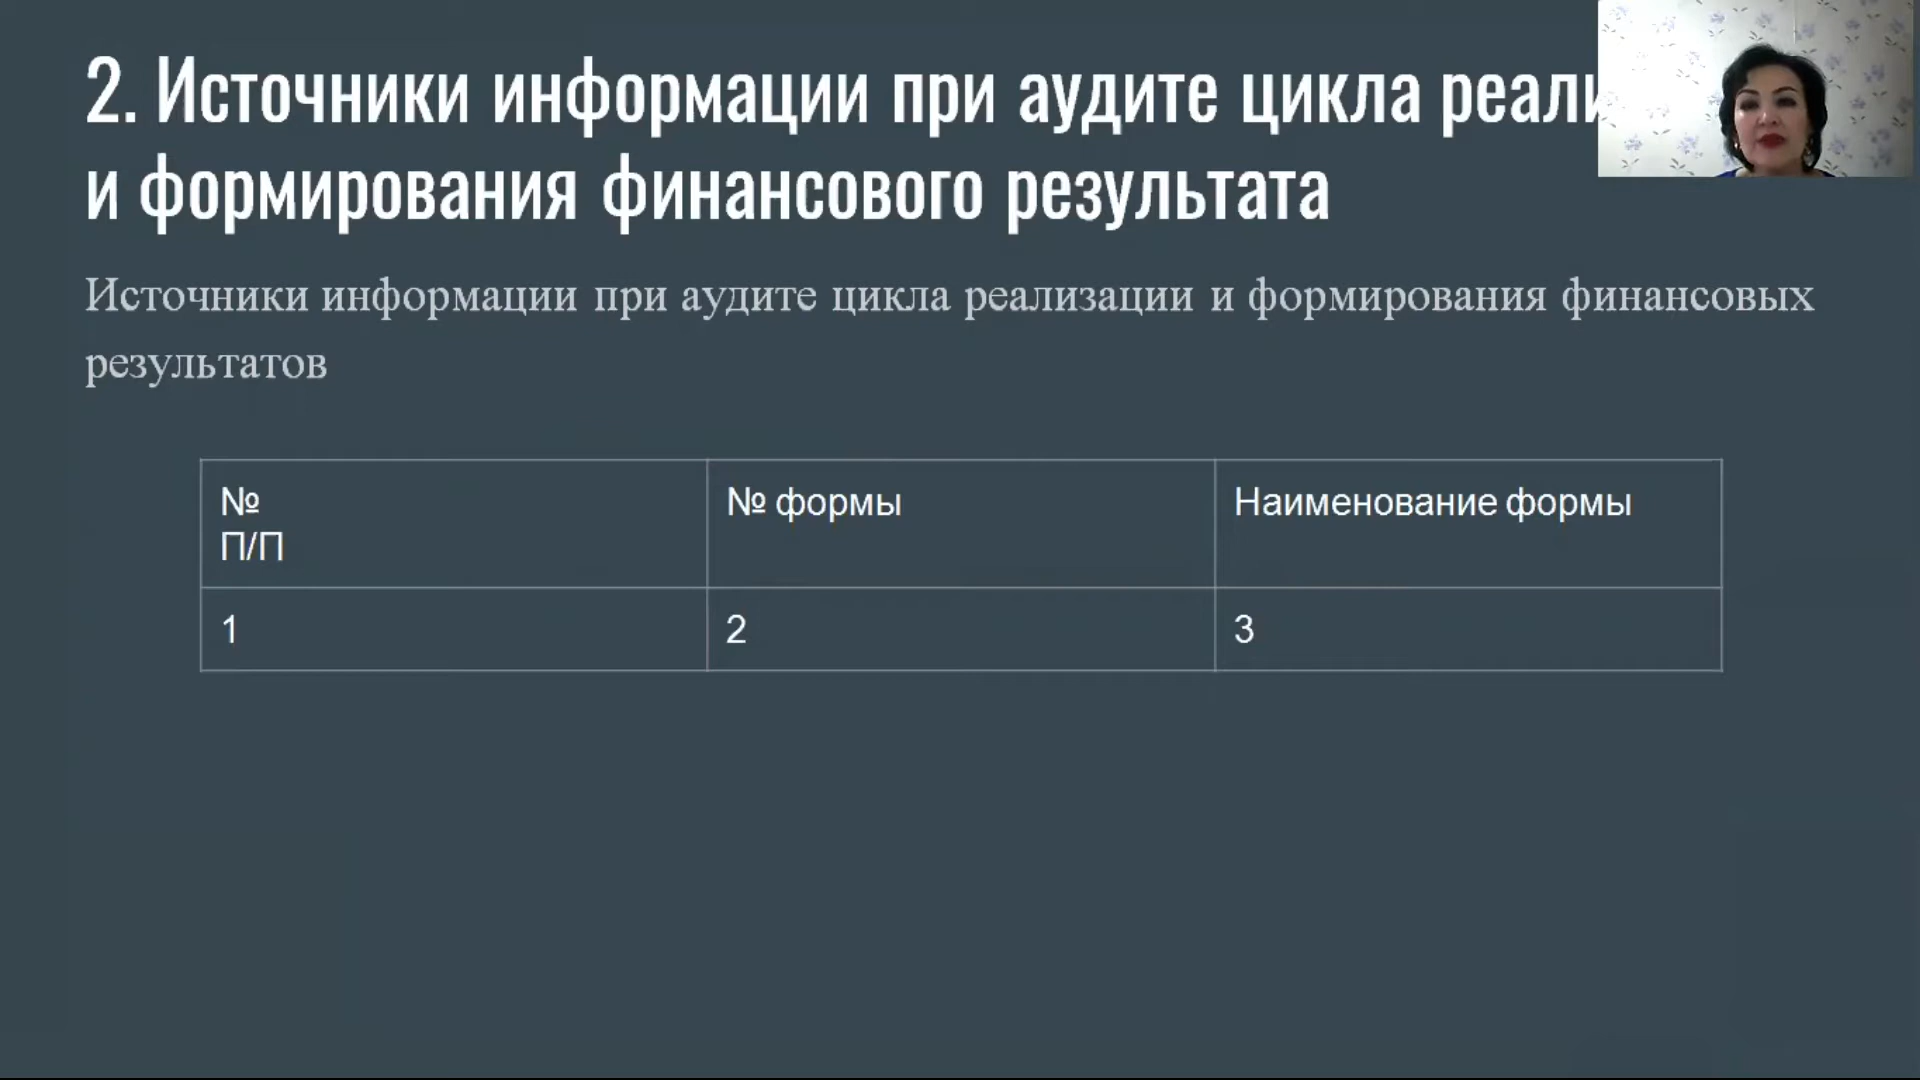 2. Источники информации при аудите цикла
и формирования финансового результата
Источники информации при аудите цикла реализации и формирования финансовых
результатов
№
П/П
№ формы
Наименование формы
1
2
3